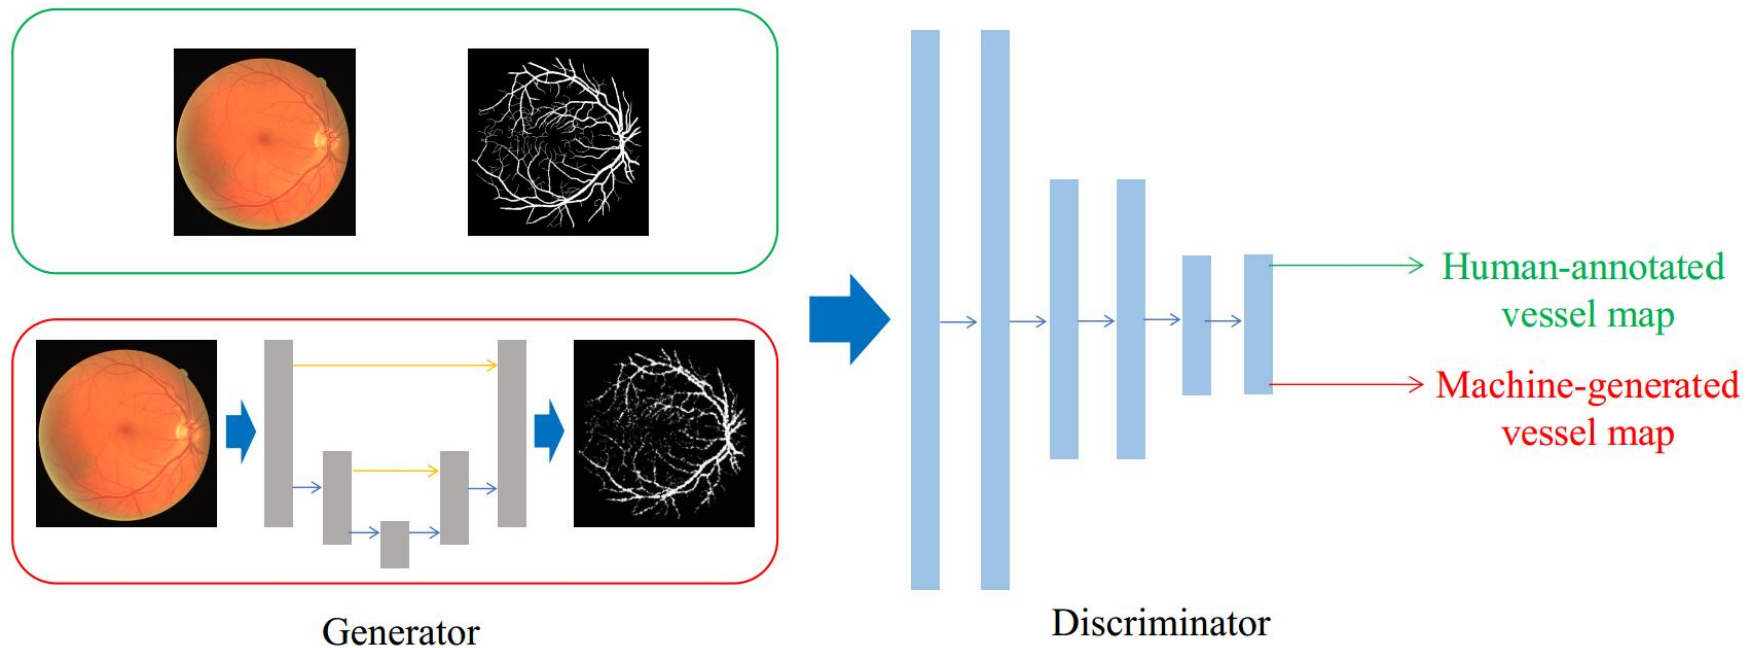 Human-annotated
vessel map
Machine-generated
vessel map
Generator
Discriminator